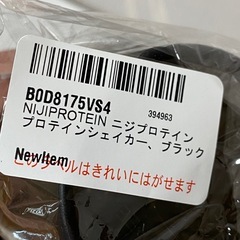 B0D8175VS4
394963
NIJIPROTEIN ニジプロテイン
プロテインシェイカー、ブラック
NewItem
このラベルはきれいにはがせます